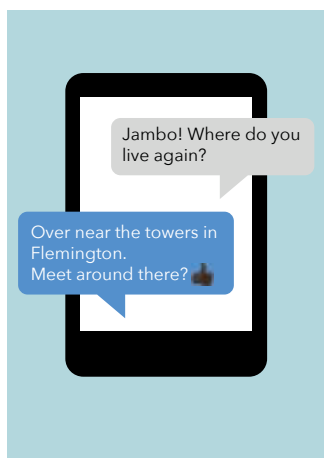 Jambo! Where do you
live again?
Over near the towers in
Flemington.
Meet around there?👍🏿